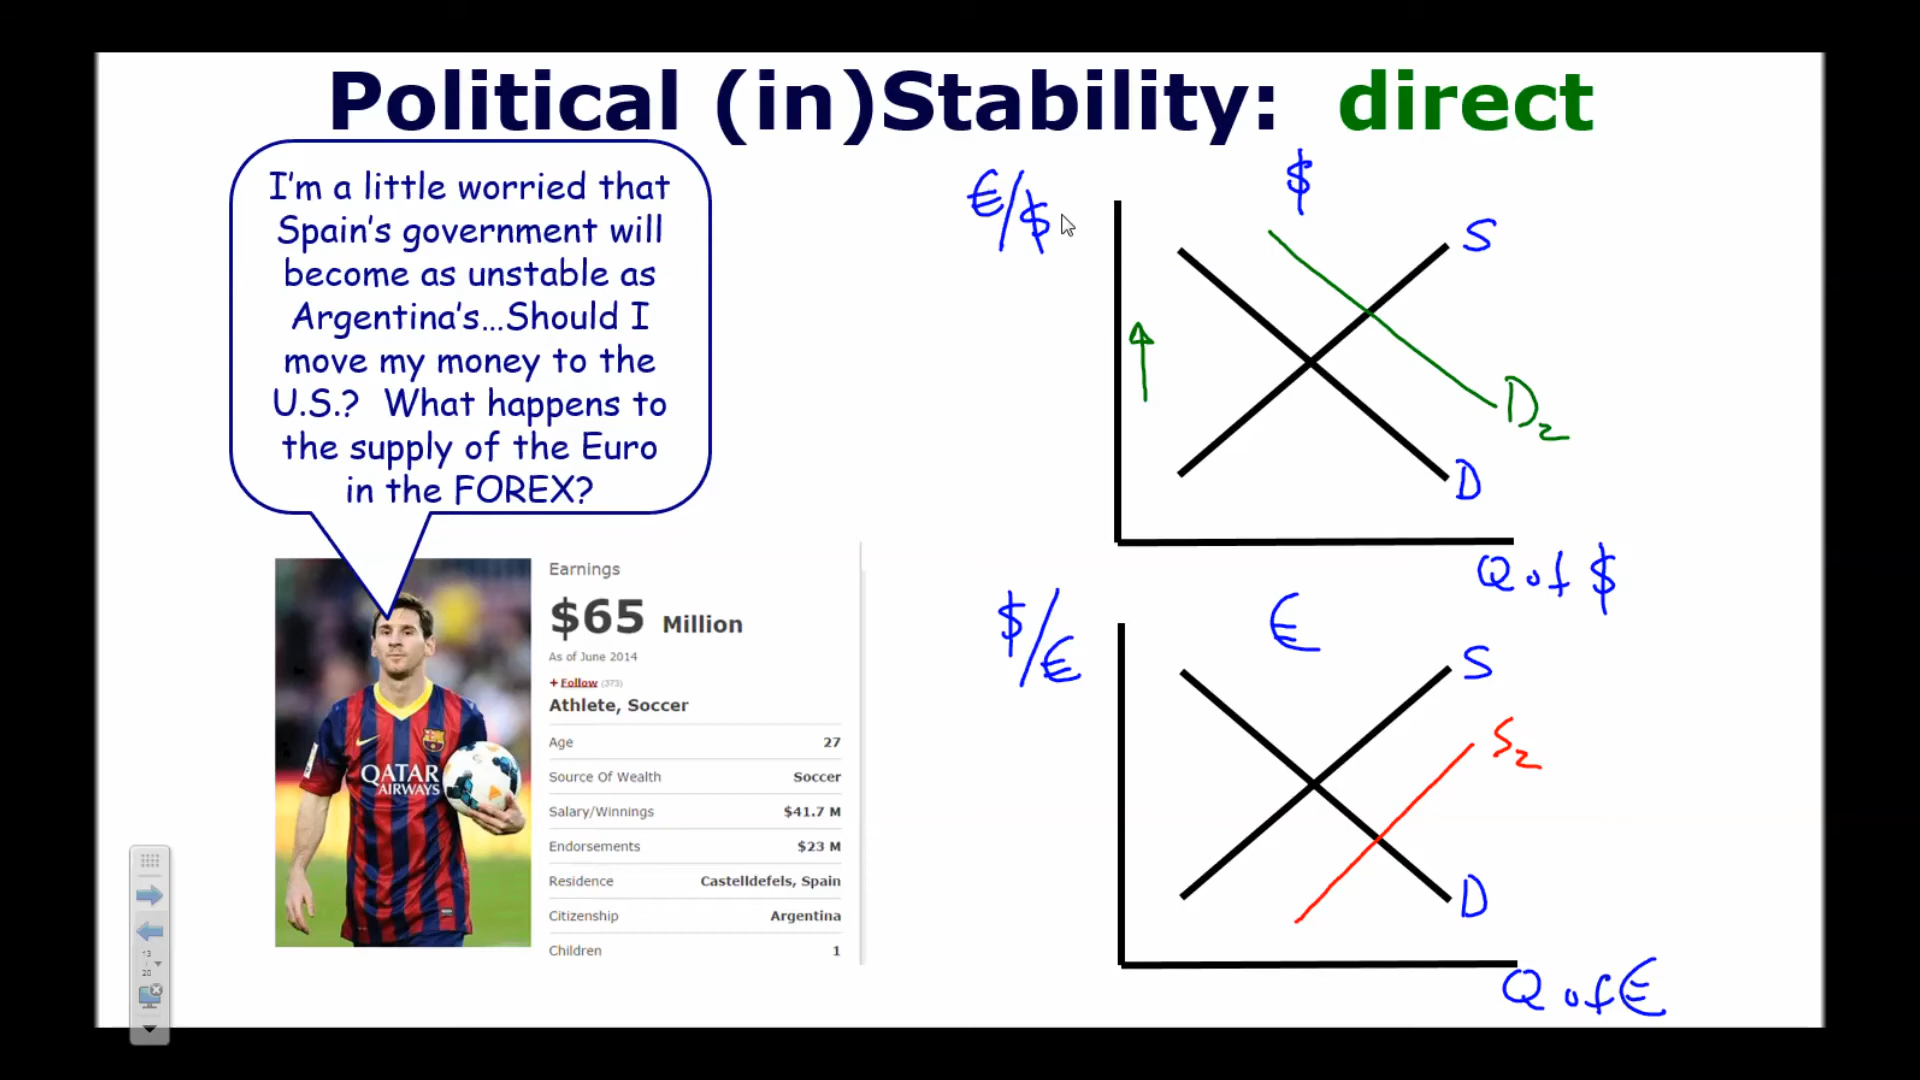 Political (in)Stability: direct
I'm a little worried that
Spain's government will
become as unstable as
Argentina's...Should I
move my money to the
U.S.? What happens to
the supply of the Euro
in the FOREX?
€/$
$
S
D₂
D
Q of $
QATAR
AIRWAYS
Earnings
$65 Million
As of June 2014
+ Follow (373)
Athlete, Soccer
Age 27
Source Of Wealth Soccer
Salary/Winnings $41.7 M
Endorsements $23 M
Residence Castelldefels, Spain
Citizenship Argentina
Children 1
$/€
€
S
S₂
D
Q of €
13
/
20